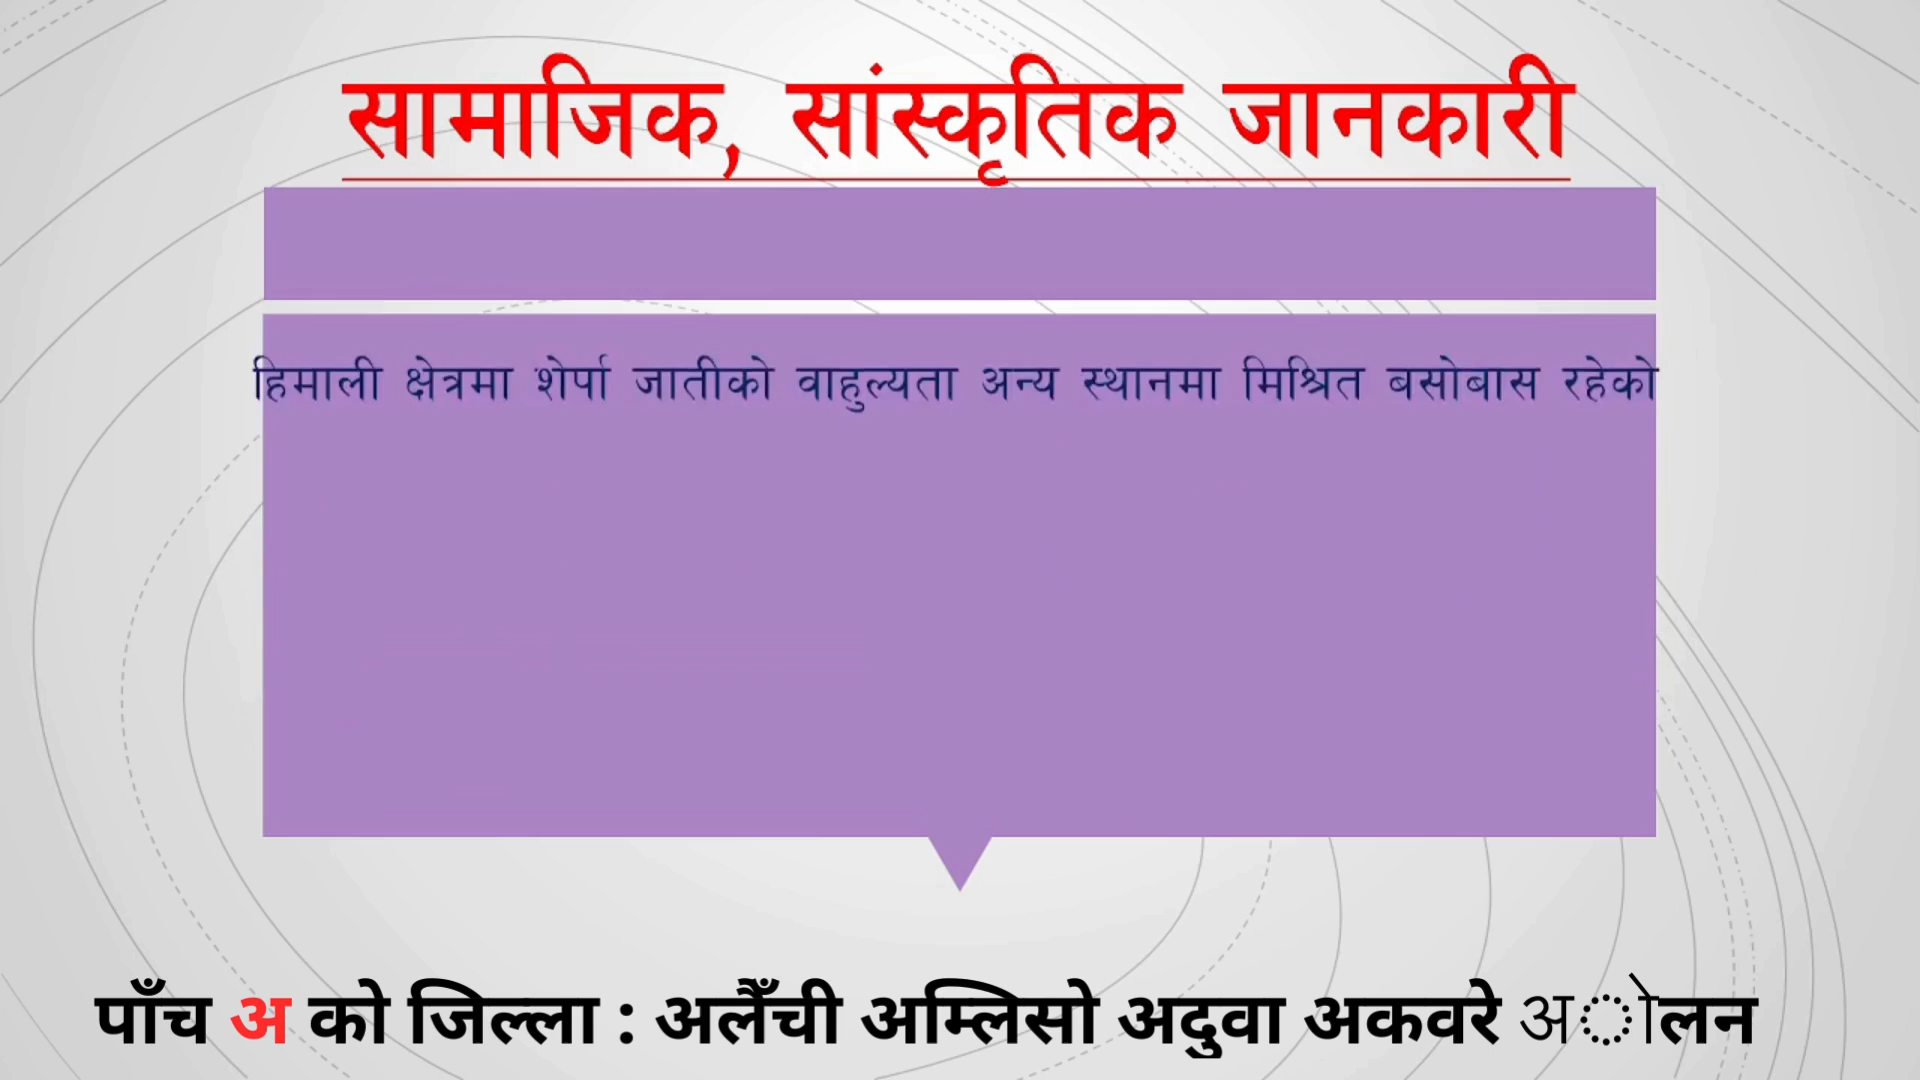 सामाजिक, सांस्कृतिक जानकारी
हिमाली क्षेत्रमा शेर्पा जातीको वाहुल्यता अन्य स्थानमा मिश्रित बसोबास रहेको
पाँच अ को जिल्ला : अलैँची अम्लिसो अदुवा अकवरे अोलन